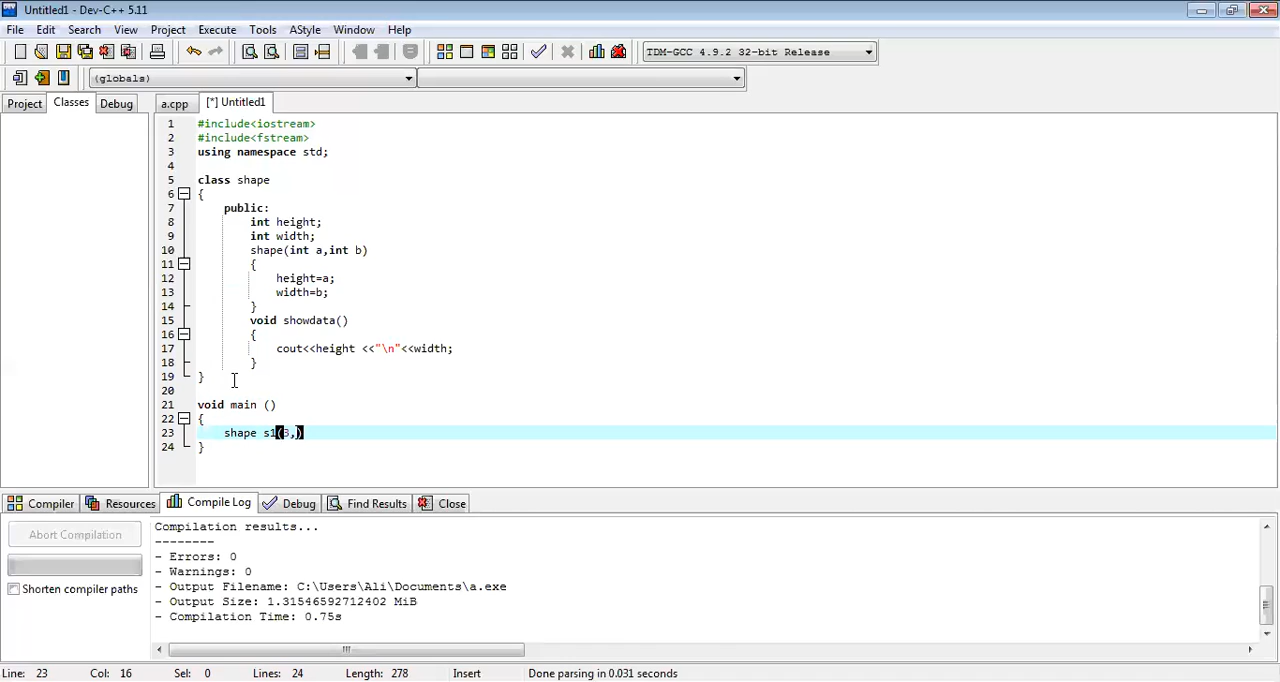 Untitled1 - Dev-C++ 5.11
File Edit Search View Project Execute Tools AStyle Window Help
TDM-GCC 4.9.2 32-bit Release
(globals)
Project Classes Debug a.cpp [*] Untitled1
1 #include<iostream>
2 #include<fstream>
3 using namespace std;
4
5 class shape
6 {
7 public:
8 int height;
9 int width;
10 shape(int a,int b)
11 {
12 height=a;
13 width=b;
14 }
15 void showdata()
16 {
17 cout<<height <<"\n"<<width;
18 }
19 }
20
21 void main ()
22 {
23 shape s1(3,)
24 }
Compiler Resources Compile Log Debug Find Results Close
Abort Compilation
Shorten compiler paths
Compilation results...
--------
- Errors: 0
- Warnings: 0
- Output Filename: C:\Users\Ali\Documents\a.exe
- Output Size: 1.31546592712402 MiB
- Compilation Time: 0.75s
Line: 23 Col: 16 Sel: 0 Lines: 24 Length: 278 Insert Done parsing in 0.031 seconds